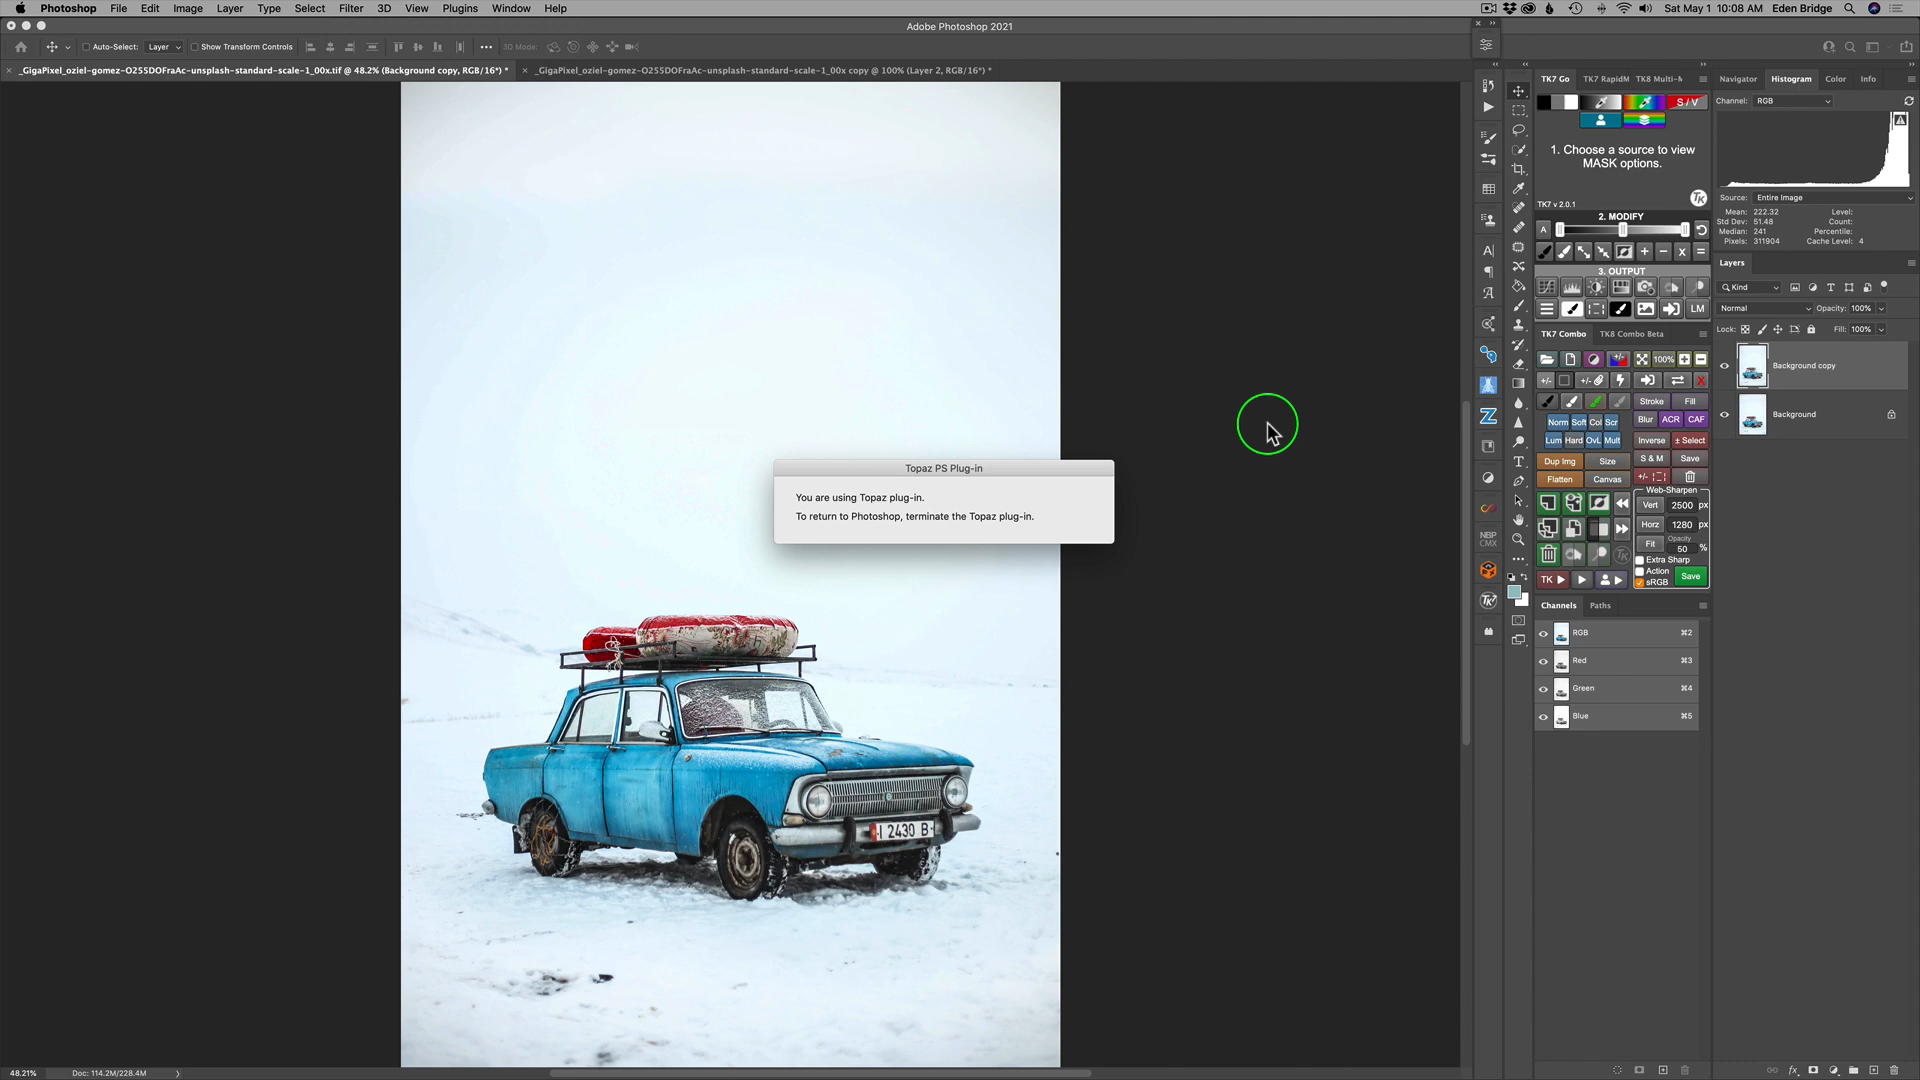 Photoshop File Edit Image Layer Type Select Filter 3D View Plugins Window Help
Sat May 1 10:08 AM Eden Bridge
Adobe Photoshop 2021
Auto-Select: Layer Show Transform Controls
3D Mode:
_GigaPixel_oziel-gomez-O255DOFraAc-unsplash-standard-scale-1_00x.tif @ 48.2% (Background copy, RGB/16*) *
_GigaPixel_oziel-gomez-O255DOFraAc-unsplash-standard-scale-1_00x copy @ 100% (Layer 2, RGB/16*) *
TK7 Go TK7 RapidM TK8 Multi-M
S / V
1. Choose a source to view
MASK options.
TK7 v 2.0.1
TK
2. MODIFY
A
3. OUTPUT
LM
TK7 Combo TK8 Combo Beta
100%
Stroke Fill
Norm Soft Col Scr
Blur ACR CAF
Lum Hard OvL Mult
Inverse ± Select
Dup Img Size
S & M Save
Flatten Canvas
Web-Sharpen
Vert 2500 px
Horz 1280 px
Fit Opacity 50 %
Extra Sharp
Action
sRGB
Save
TK
Channels Paths
RGB ⌘2
Red ⌘3
Green ⌘4
Blue ⌘5
Navigator Histogram Color Info
Channel: RGB
Source: Entire Image
Mean: 222.32 Level:
Std Dev: 51.48 Count:
Median: 241 Percentile:
Pixels: 311904 Cache Level: 4
Layers
Kind
Normal Opacity: 100%
Lock: Fill: 100%
Background copy
Background
NBP
CMX
Topaz PS Plug-in
You are using Topaz plug-in.
To return to Photoshop, terminate the Topaz plug-in.
I 2430 B
48.21% Doc: 114.2M/228.4M